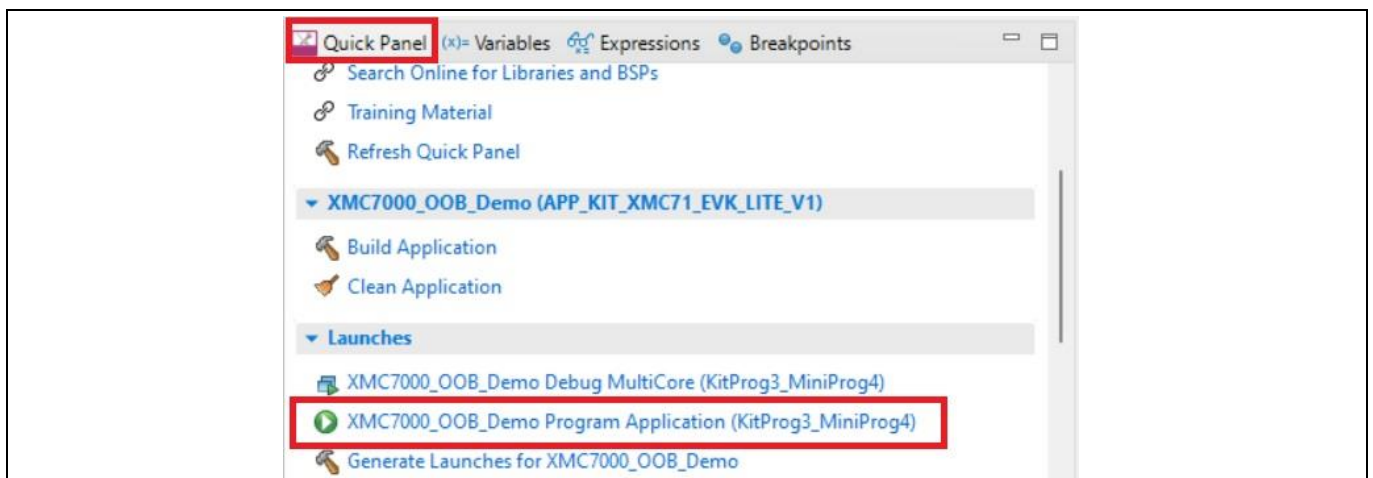 Quick Panel (x)= Variables Expressions Breakpoints
Search Online for Libraries and BSPs
Training Material
Refresh Quick Panel
XMC7000_OOB_Demo (APP_KIT_XMC71_EVK_LITE_V1)
Build Application
Clean Application
Launches
XMC7000_OOB_Demo Debug MultiCore (KitProg3_MiniProg4)
XMC7000_OOB_Demo Program Application (KitProg3_MiniProg4)
Generate Launches for XMC7000_OOB_Demo